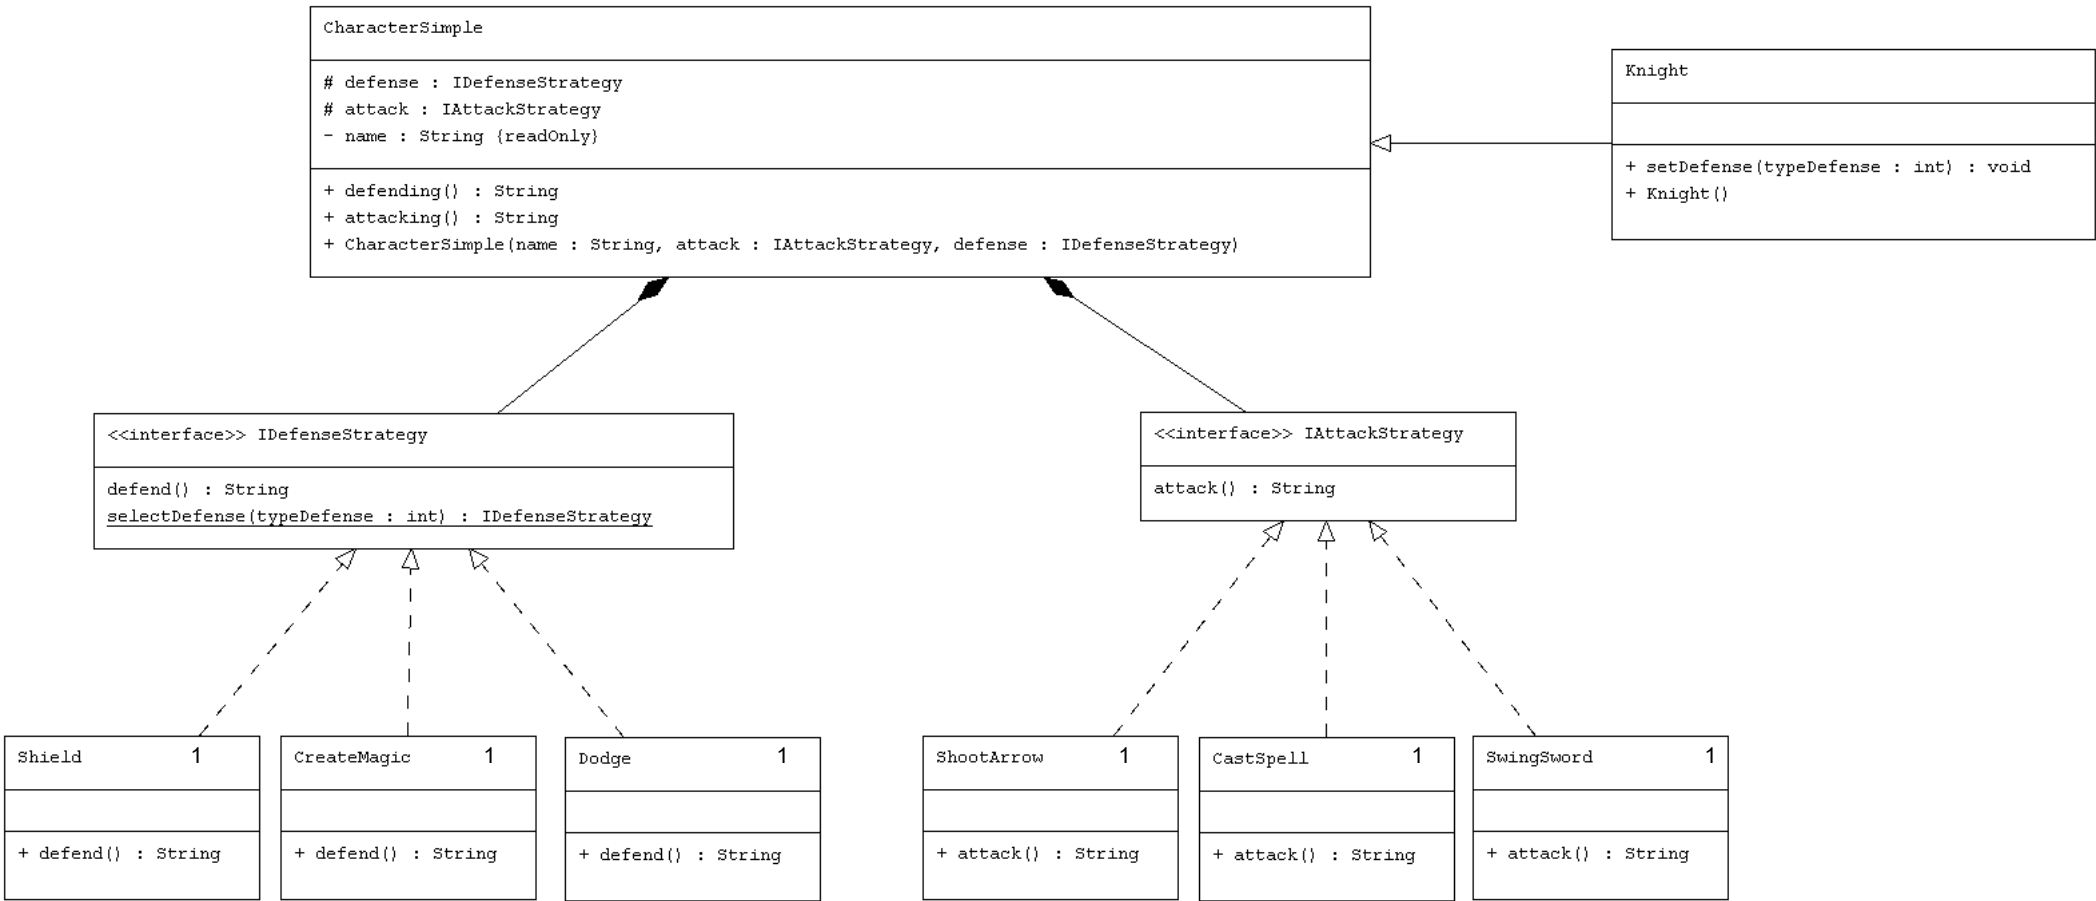 CharacterSimple
# defense : IDefenseStrategy
# attack : IAttackStrategy
- name : String {readOnly}
+ defending() : String
+ attacking() : String
+ CharacterSimple(name : String, attack : IAttackStrategy, defense : IDefenseStrategy)
Knight
+ setDefense(typeDefense : int) : void
+ Knight()
<<interface>> IDefenseStrategy
defend() : String
selectDefense(typeDefense : int) : IDefenseStrategy
<<interface>> IAttackStrategy
attack() : String
Shield 1
+ defend() : String
CreateMagic 1
+ defend() : String
Dodge 1
+ defend() : String
ShootArrow 1
+ attack() : String
CastSpell 1
+ attack() : String
SwingSword 1
+ attack() : String